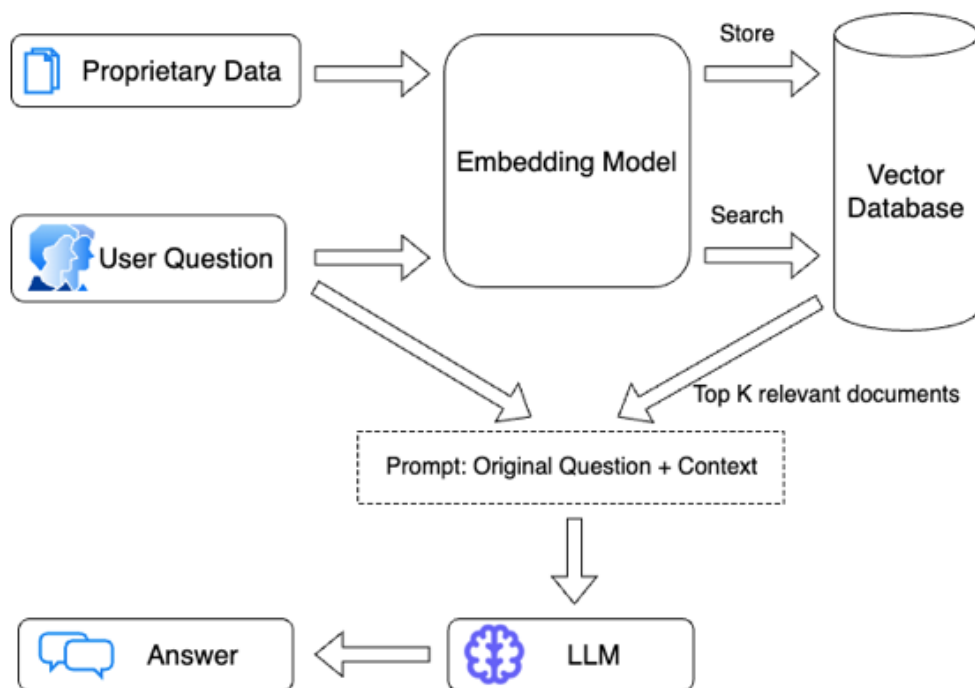 Proprietary Data
Store
Embedding Model
Vector
Database
User Question
Search
Top K relevant documents
Prompt: Original Question + Context
Answer
LLM